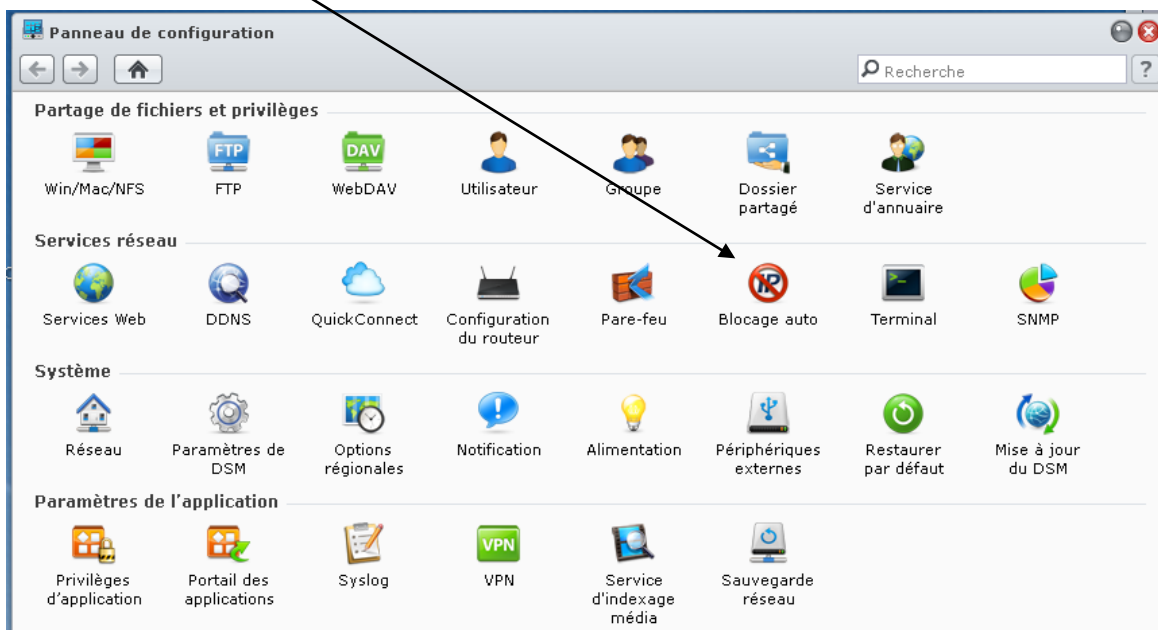 Panneau de configuration
Recherche
?
Partage de fichiers et privilèges
FTP
DAV
Win/Mac/NFS
FTP
WebDAV
Utilisateur
Groupe
Dossier
partagé
Service
d'annuaire
Services réseau
IP
Services Web
DDNS
QuickConnect
Configuration
du routeur
Pare-feu
Blocage auto
Terminal
SNMP
Système
Réseau
Paramètres de
DSM
Options
régionales
Notification
Alimentation
Périphériques
externes
Restaurer
par défaut
Mise à jour
du DSM
Paramètres de l'application
VPN
Privilèges
d'application
Portail des
applications
Syslog
VPN
Service
d'indexage
média
Sauvegarde
réseau